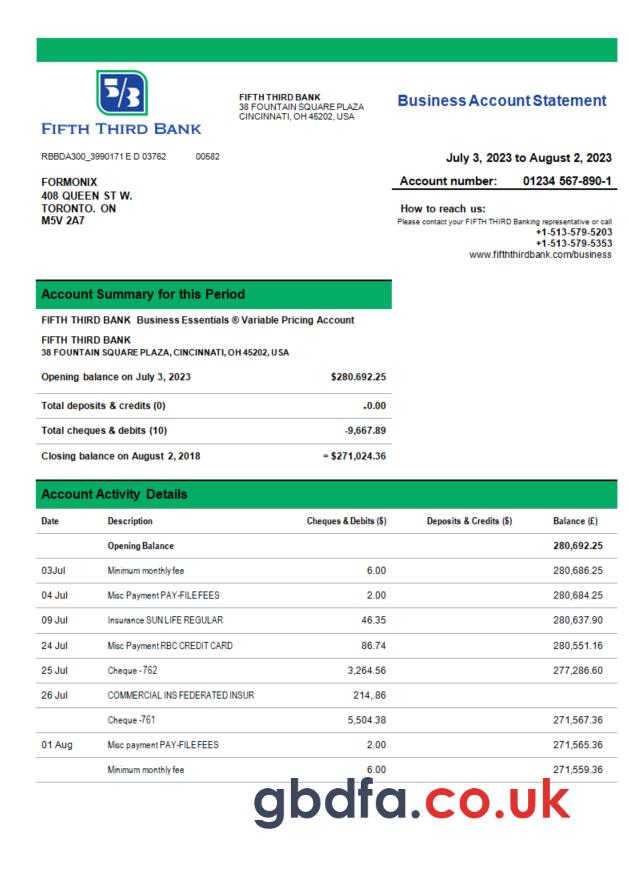 5/3
FIFTH THIRD BANK
FIFTH THIRD BANK
38 FOUNTAIN SQUARE PLAZA
CINCINNATI, OH 45202, USA
Business Account Statement
RBBDA300_3990171 E D 03762 00582
July 3, 2023 to August 2, 2023
FORMONIX
408 QUEEN ST W.
TORONTO. ON
M5V 2A7
Account number: 01234 567-890-1
How to reach us:
Please contact your FIFTH THIRD Banking representative or call
+1-513-579-5203
+1-513-579-5353
www.fifththirdbank.com/business
Account Summary for this Period
FIFTH THIRD BANK Business Essentials ® Variable Pricing Account
FIFTH THIRD BANK
38 FOUNTAIN SQUARE PLAZA, CINCINNATI, OH 45202, USA
Opening balance on July 3, 2023 $280.692.25
Total deposits & credits (0) .0.00
Total cheques & debits (10) -9,667.89
Closing balance on August 2, 2018 = $271,024.36
Account Activity Details
Date Description Cheques & Debits ($) Deposits & Credits ($) Balance (£)
Opening Balance 280,692.25
03Jul Minimum monthly fee 6.00 280,686.25
04 Jul Misc Payment PAY-FILE FEES 2.00 280,684.25
09 Jul Insurance SUN LIFE REGULAR 46.35 280,637.90
24 Jul Misc Payment RBC CREDIT CARD 86.74 280,551.16
25 Jul Cheque -762 3,264.56 277,286.60
26 Jul COMMERCIAL INS FEDERATED INSUR 214,.86
Cheque -761 5,504.38 271,567.36
01 Aug Misc payment PAY-FILE FEES 2.00 271,565.36
Minimum monthly fee 6.00 271,559.36
gbdfa.co.uk